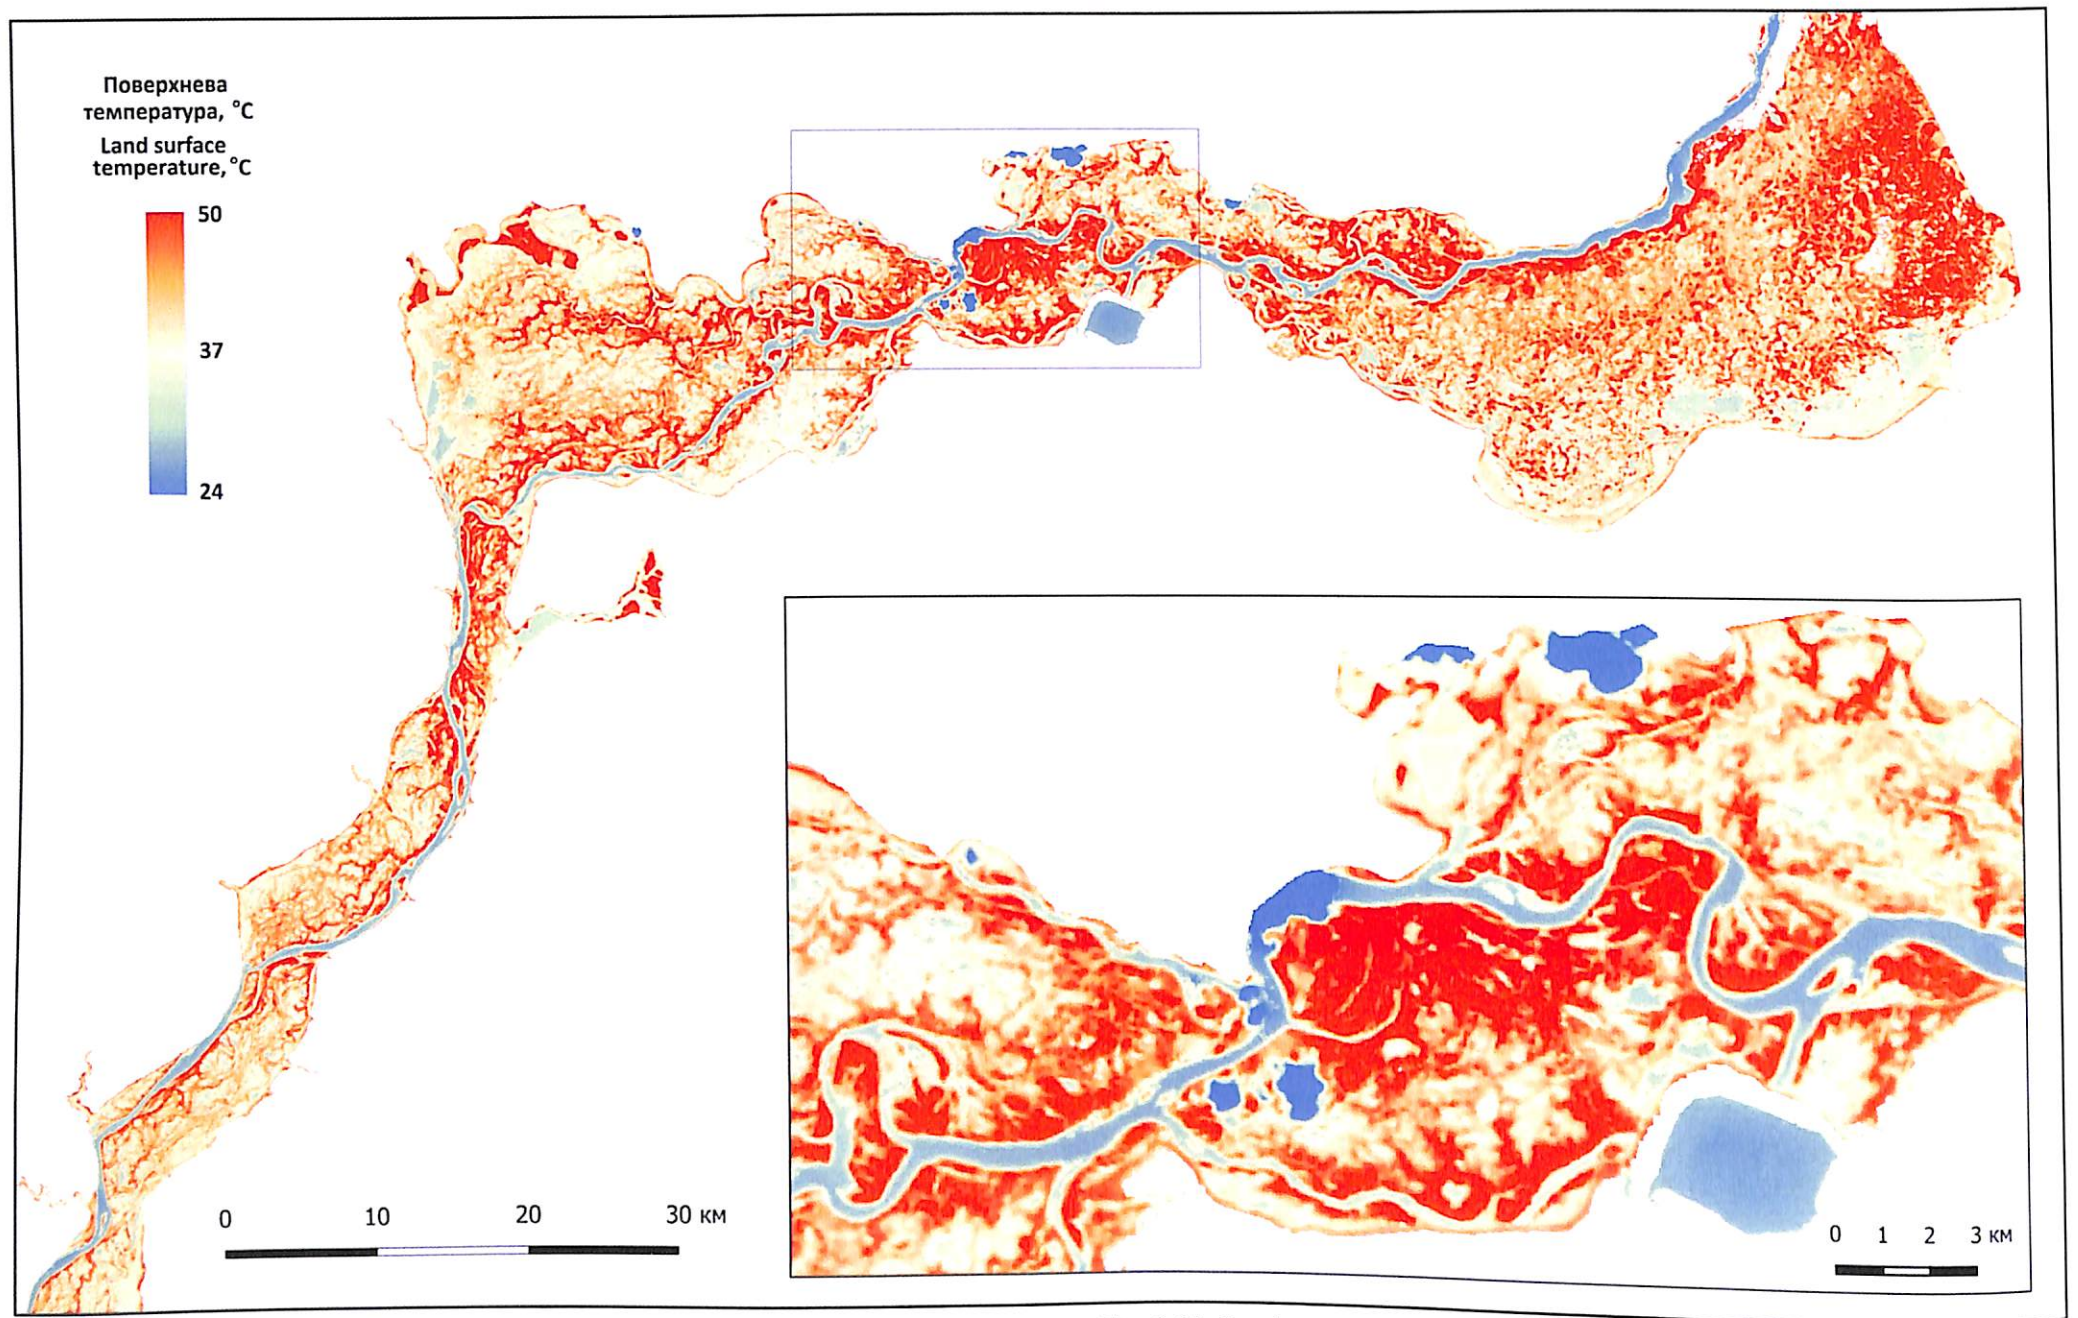 Поверхнева
температура, °C
Land surface
temperature, °C
50
37
24
0 10 20 30 км
0 1 2 3 км